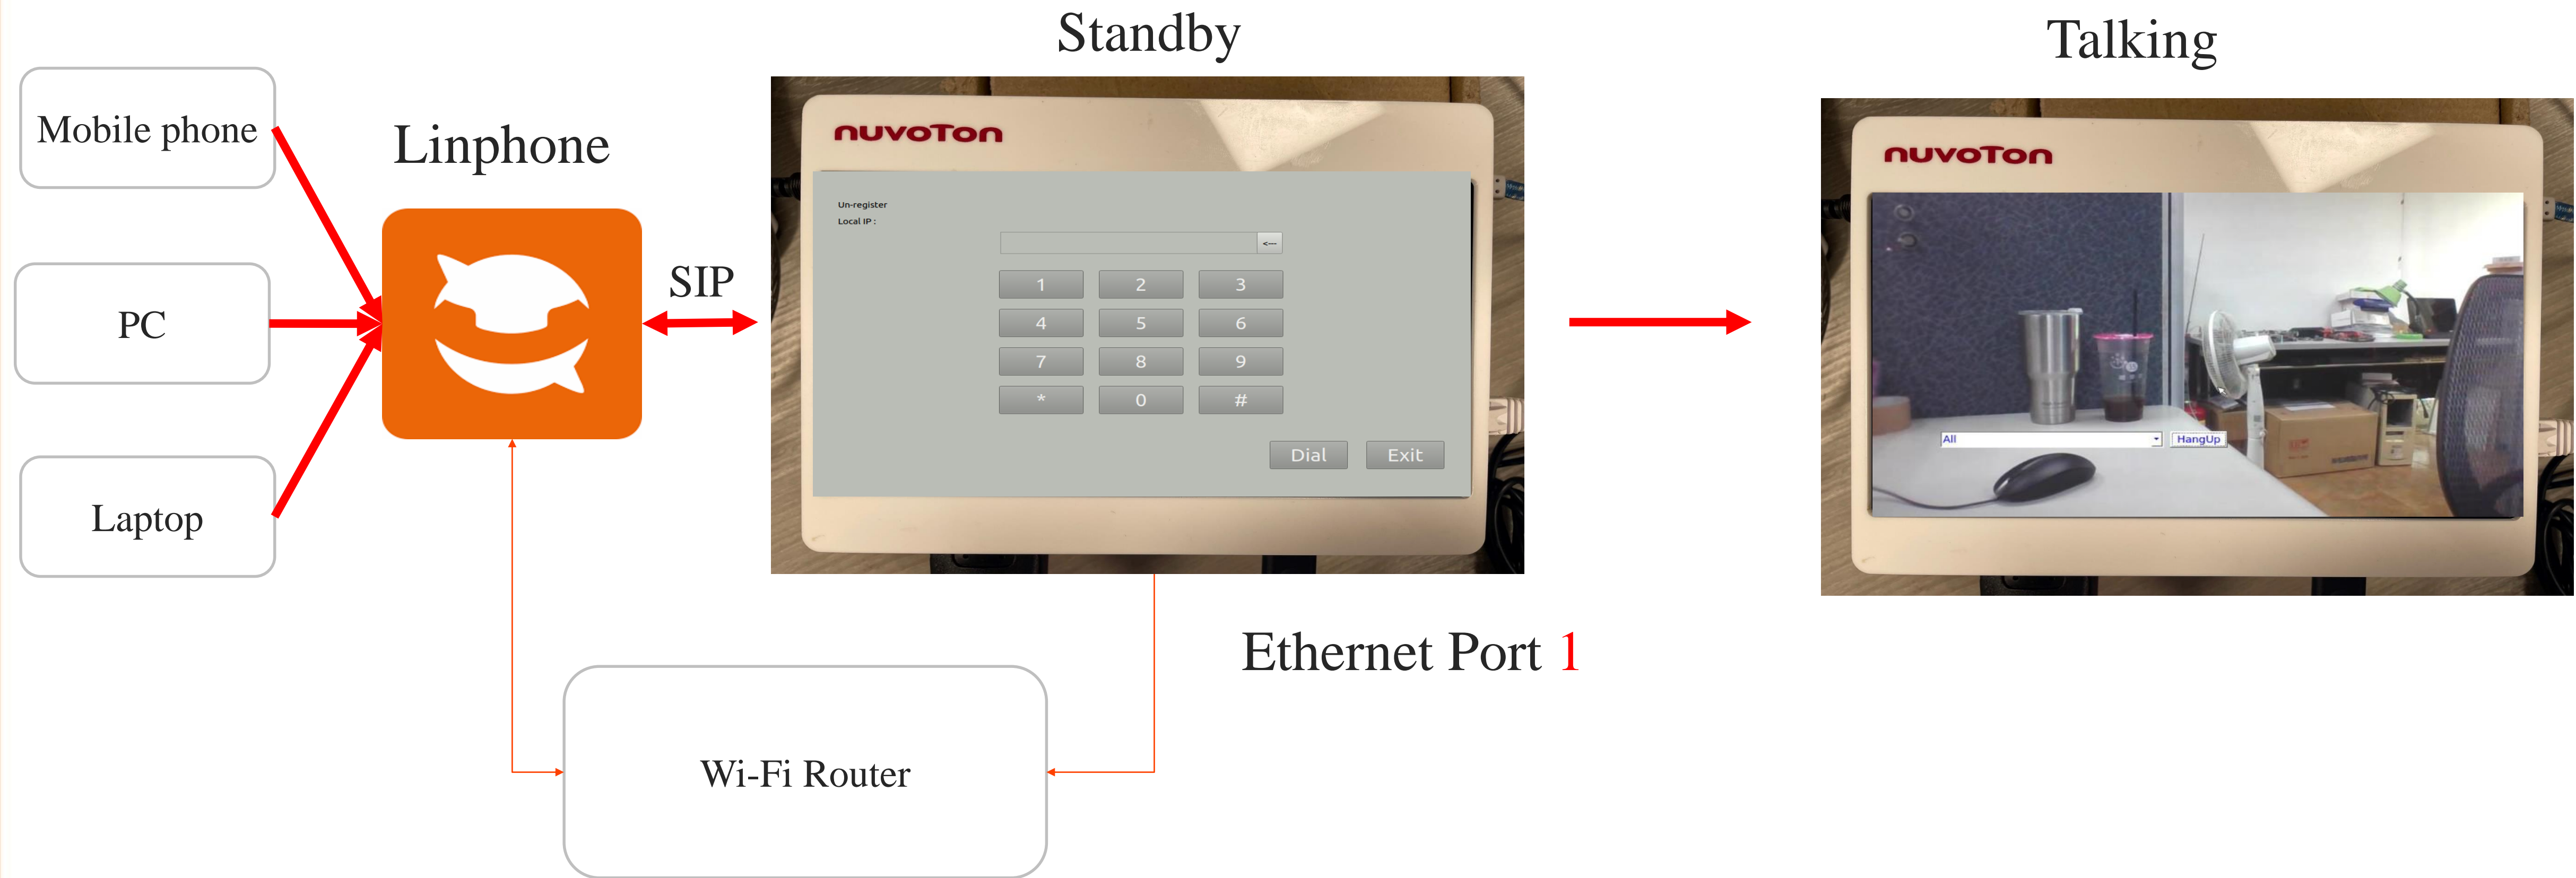 Standby
Talking
Mobile phone
Linphone
PC
Laptop
SIP
nuvoTon
Un-register
Local IP :
<---
1 2 3
4 5 6
7 8 9
* 0 #
Dial Exit
nuvoTon
All
HangUp
Ethernet Port 1
Wi-Fi Router